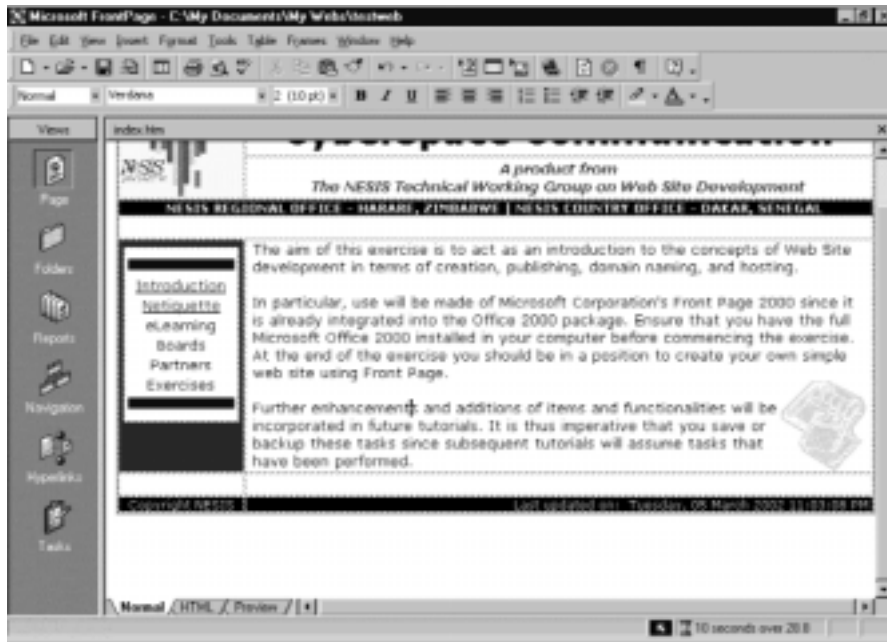 Microsoft FrontPage - C:\My Documents\My Webs\testweb
File Edit View Insert Format Tools Table Frames Window Help
Normal Verdana 2 (10 pt) B I U
Views index.htm
Cyberspace Communication
NESIS
A product from
The NESIS Technical Working Group on Web Site Development
NESIS REGIONAL OFFICE - HARARE, ZIMBABWE | NESIS COUNTRY OFFICE - DAKAR, SENEGAL
Page
Folders
Reports
Navigation
Hyperlinks
Tasks
Introduction
Netiquette
eLearning
Boards
Partners
Exercises
The aim of this exercise is to act as an introduction to the concepts of Web Site
development in terms of creation, publishing, domain naming, and hosting.
In particular, use will be made of Microsoft Corporation's Front Page 2000 since it
is already integrated into the Office 2000 package. Ensure that you have the full
Microsoft Office 2000 installed in your computer before commencing the exercise.
At the end of the exercise you should be in a position to create your own simple
web site using Front Page.
Further enhancements and additions of items and functionalities will be
incorporated in future tutorials. It is thus imperative that you save or
backup these tasks since subsequent tutorials will assume tasks that
have been performed.
Copyright NESIS Last updated on: Tuesday, 05 March 2002 11:03:08 PM
Normal HTML Preview
10 seconds over 28.8